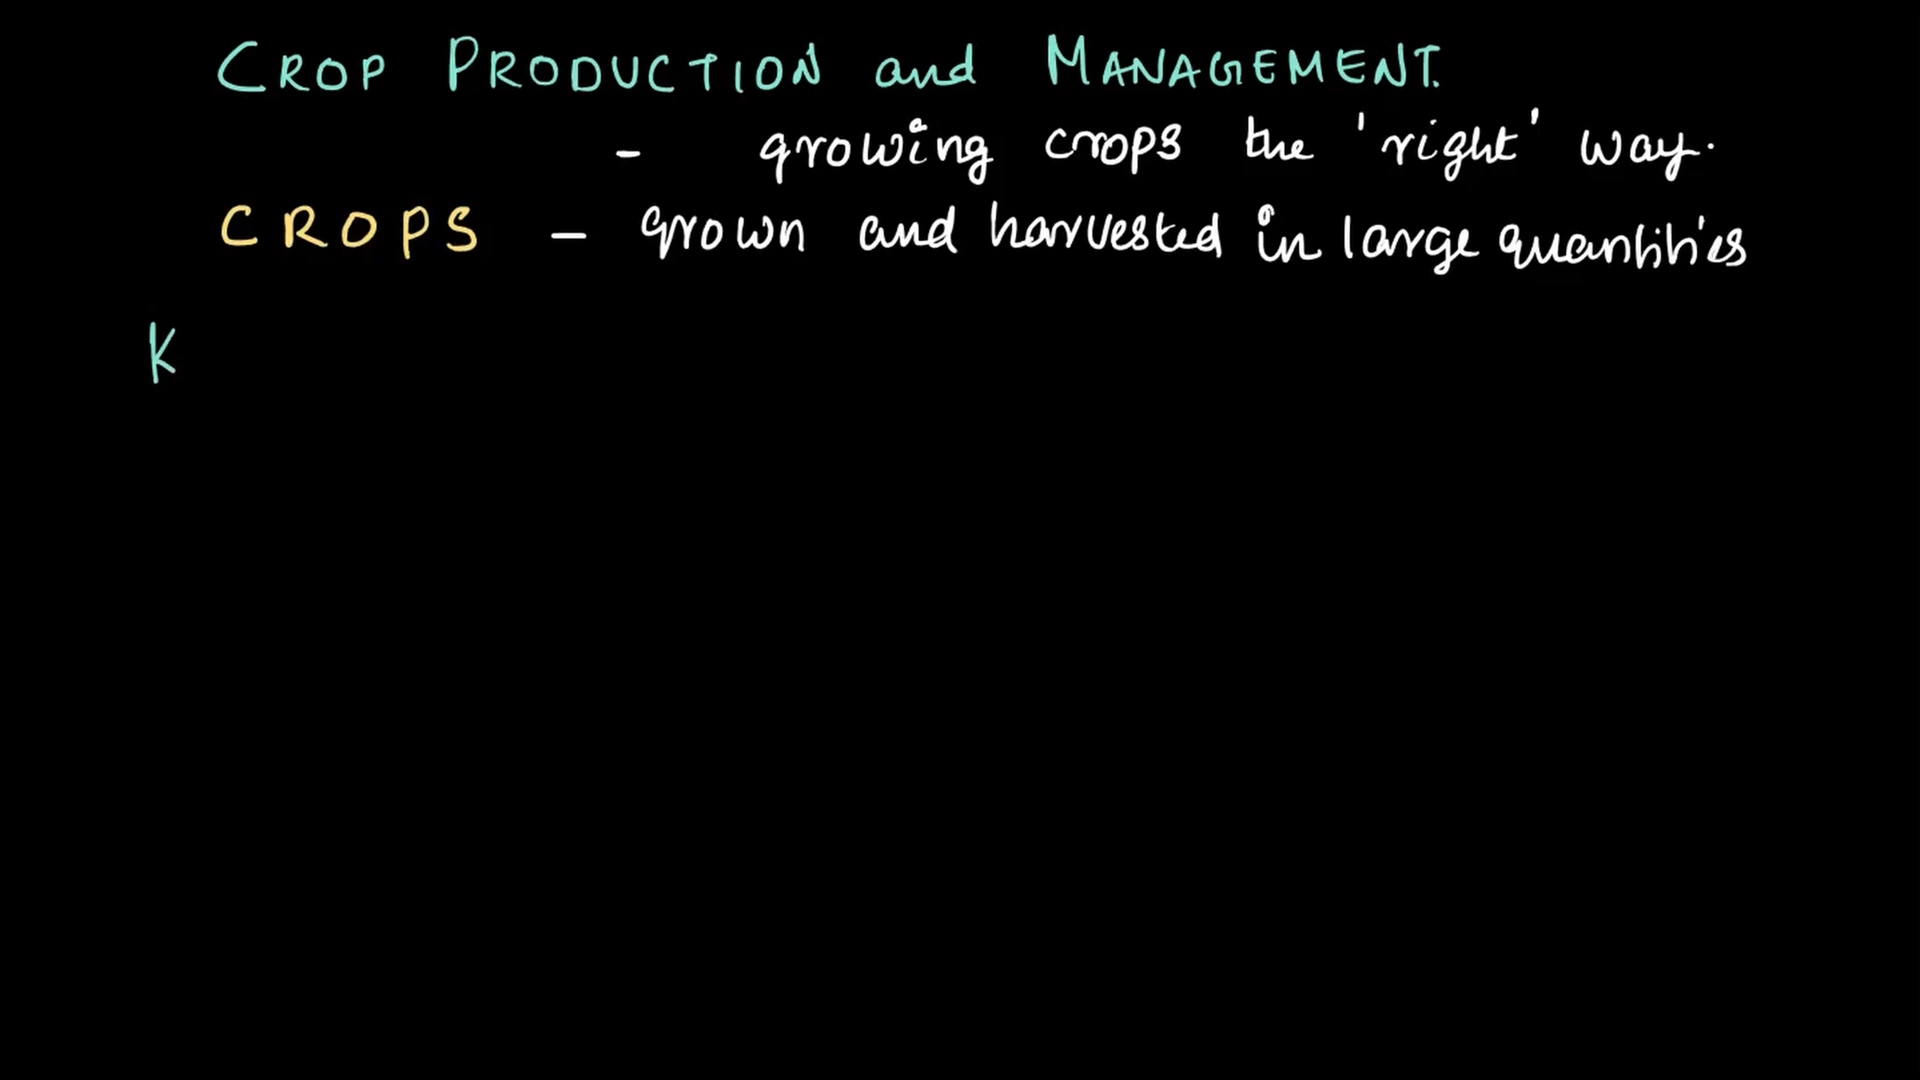 CROP PRODUCTION and MANAGEMENT.
- growing crops the 'right' way.
CROPS - grown and harvested in large quantities
K